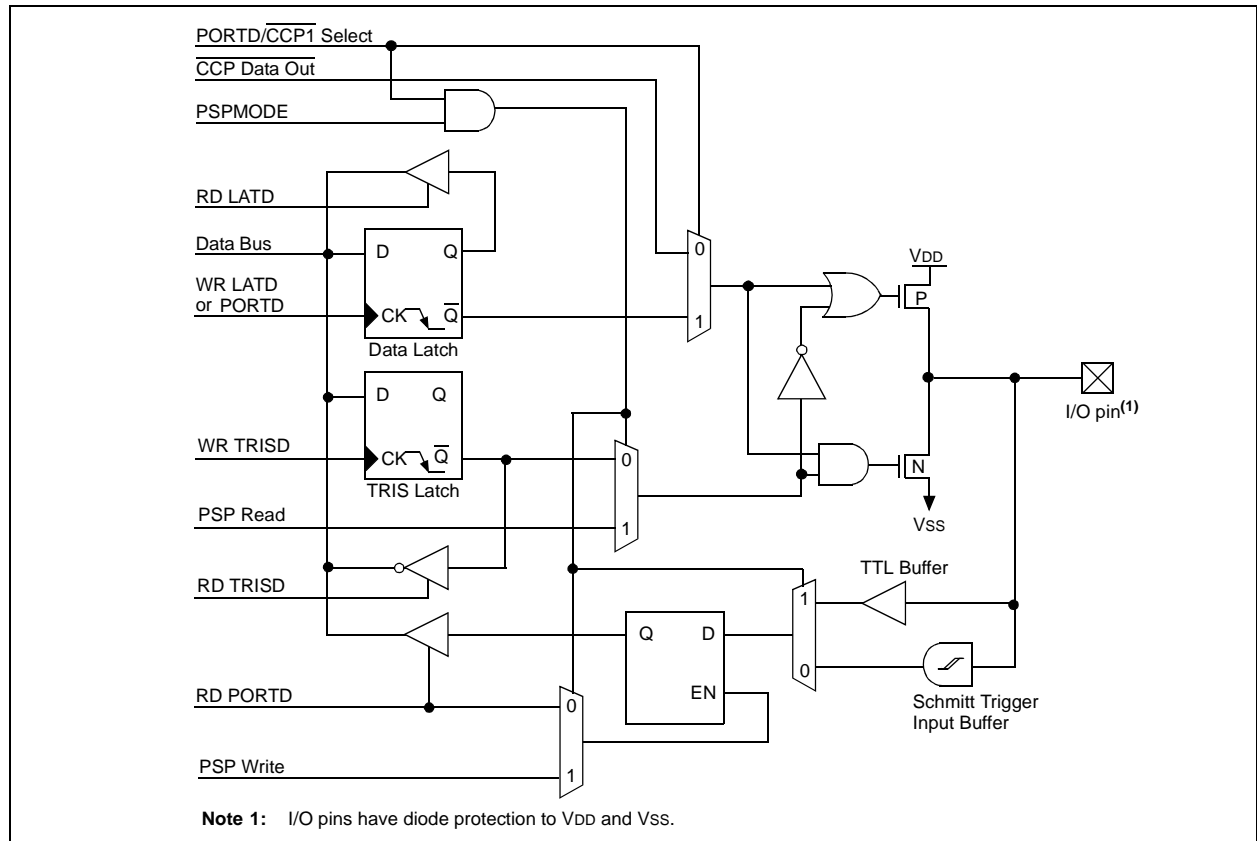 PORTD/CCP1 Select
CCP Data Out
PSPMODE
RD LATD
Data Bus
WR LATD
or PORTD
D Q
CK Q
Data Latch
0
1
VDD
P
I/O pin(1)
D Q
WR TRISD
CK Q
TRIS Latch
0
1
N
VSS
PSP Read
RD TRISD
TTL Buffer
1
0
Q D
EN
Schmitt Trigger
Input Buffer
RD PORTD
0
PSP Write
1
Note 1: I/O pins have diode protection to VDD and VSS.